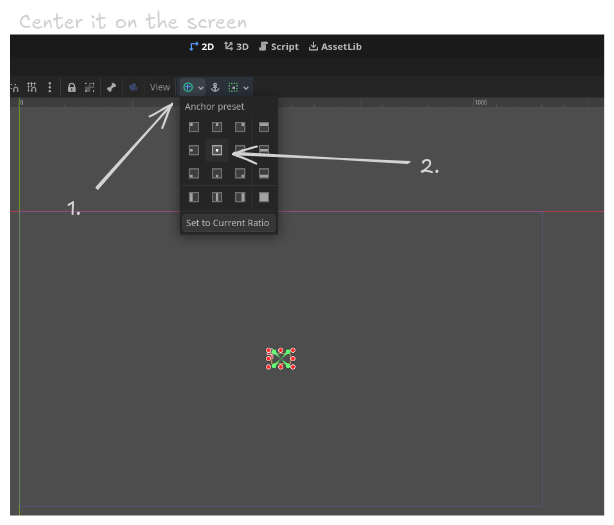 Center it on the screen
2D 3D Script AssetLib
View
0 1000
Anchor preset
1.
2.
Set to Current Ratio